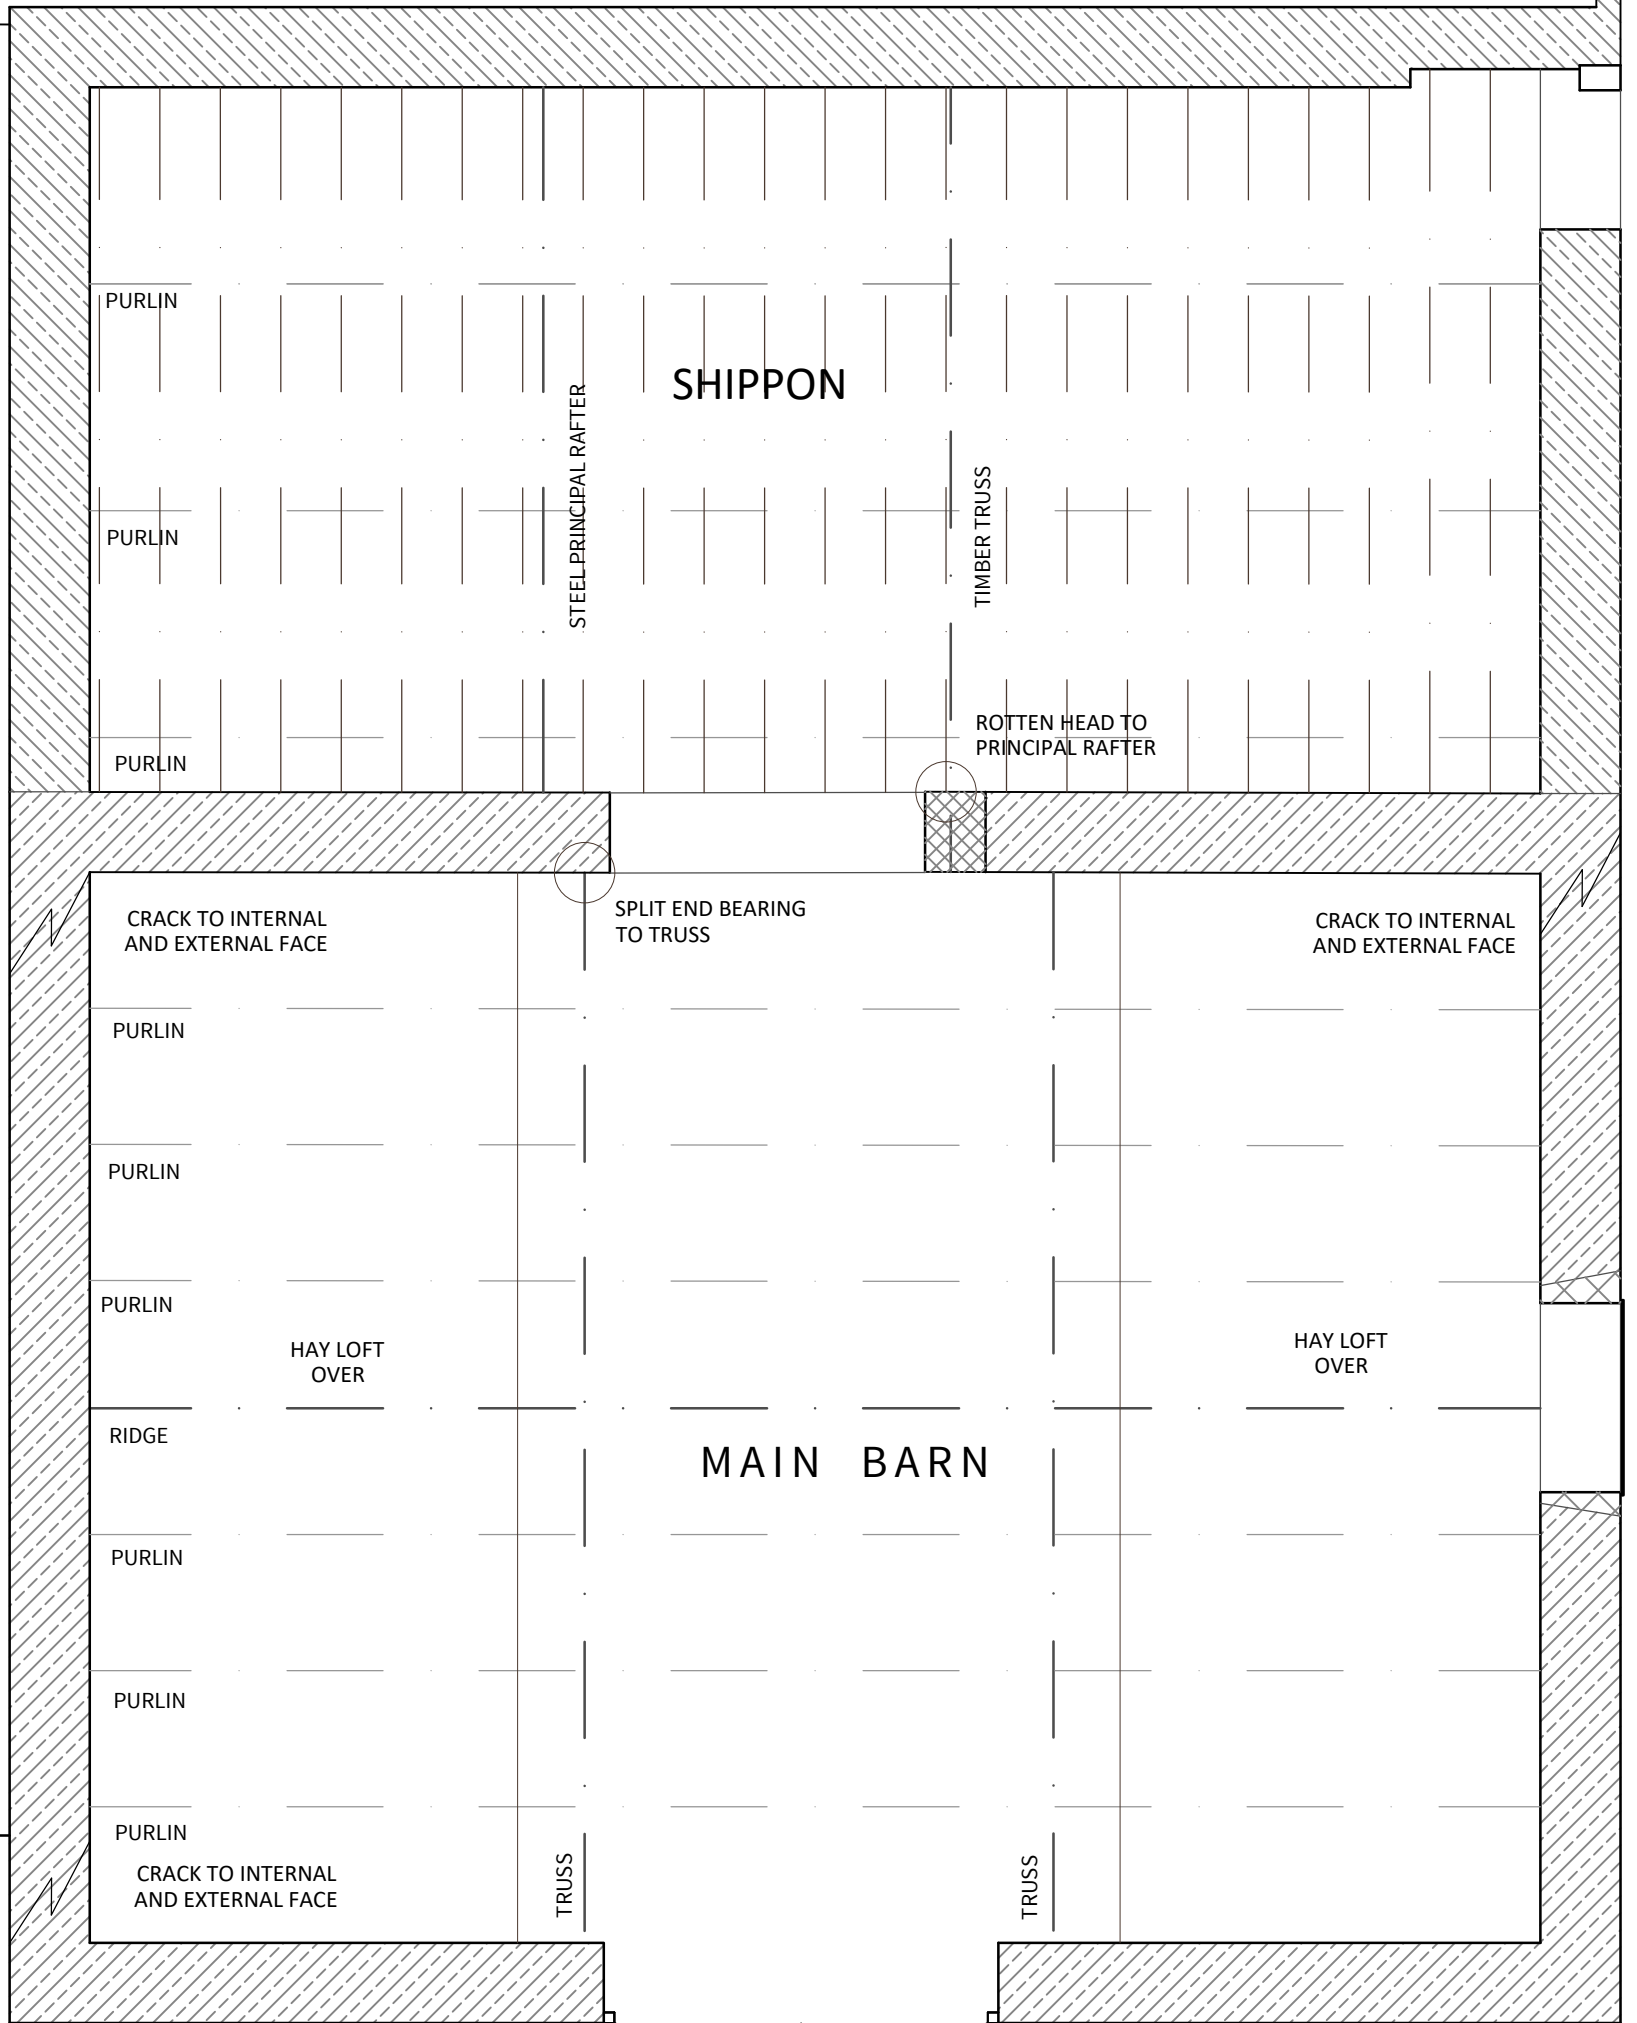 PURLIN
SHIPPON
STEEL PRINCIPAL RAFTER
TIMBER TRUSS
PURLIN
ROTTEN HEAD TO
PRINCIPAL RAFTER
PURLIN
CRACK TO INTERNAL
AND EXTERNAL FACE
SPLIT END BEARING
TO TRUSS
CRACK TO INTERNAL
AND EXTERNAL FACE
PURLIN
PURLIN
PURLIN
HAY LOFT
OVER
HAY LOFT
OVER
RIDGE
MAIN BARN
PURLIN
PURLIN
PURLIN
CRACK TO INTERNAL
AND EXTERNAL FACE
TRUSS
TRUSS